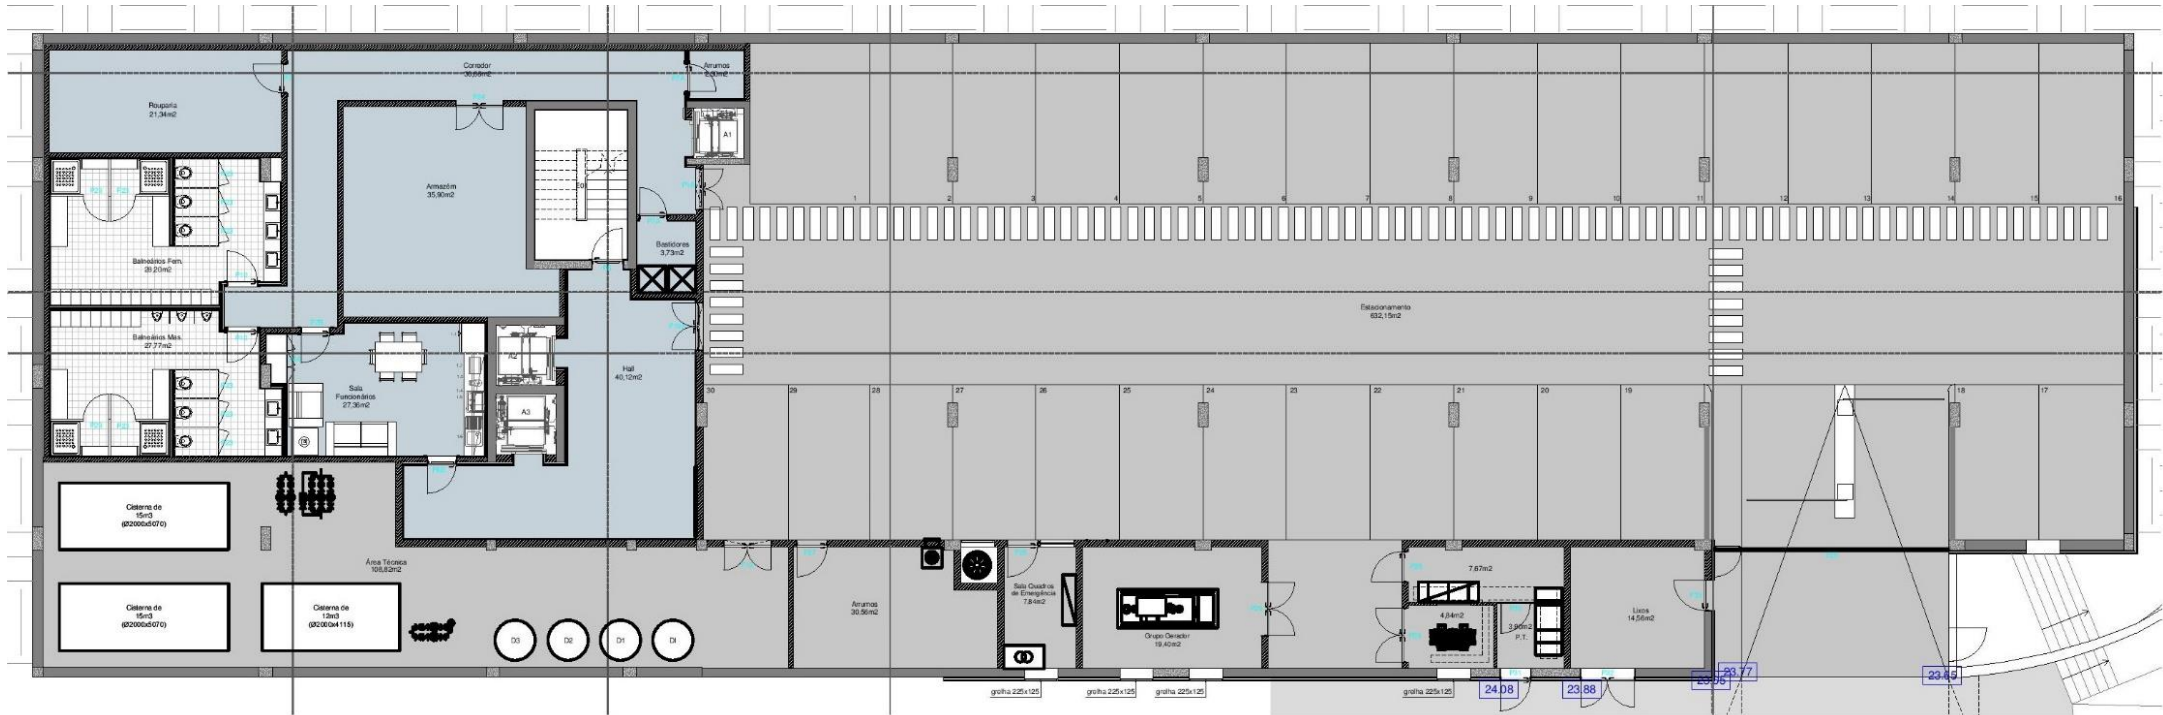 Rouparia
21,34m2
Corredor
Arrumos
A1
Armazém
35,90m2
E01
Bastidores
3,73m2
Balneários Fem.
28,20m2
Balneários Mas.
27,77m2
Sala
Funcionários
27,36m2
A2
A3
Hall
40,12m2
1
2
3
4
5
6
7
8
9
10
11
12
13
14
15
16
Estacionamento
632,15m2
30
29
28
27
26
25
24
23
22
21
20
19
18
17
Cisterna de
15m3
(Ø2000x5070)
Área Técnica
Cisterna de
15m3
(Ø2000x5070)
Cisterna de
12m3
(Ø2000x4115)
D3
D2
D1
DI
Arrumos
30,56m2
Sala Quadros
de Emergência
7,84m2
Grupo Gerador
19,40m2
7,67m2
4,84m2
P.T.
Lixos
14,56m2
grelha 225x125
grelha 225x125
grelha 225x125
grelha 225x125
24.08
23.88
23.77
23.65